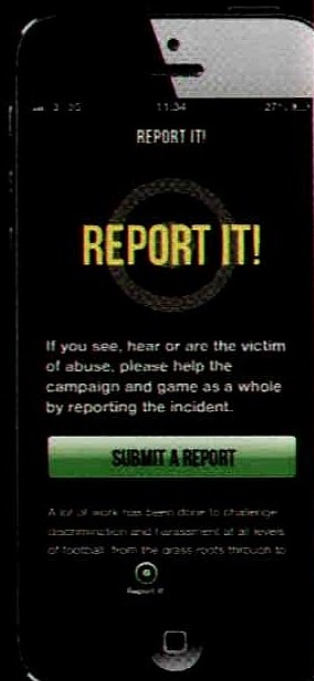 11:34
REPORT IT!
REPORT IT!
If you see, hear or are the victim
of abuse, please help the
campaign and game as a whole
by reporting the incident.
SUBMIT A REPORT
A lot of work has been done to challenge
discrimination and harassment at all levels
of football, from the grass roots through to
Report It